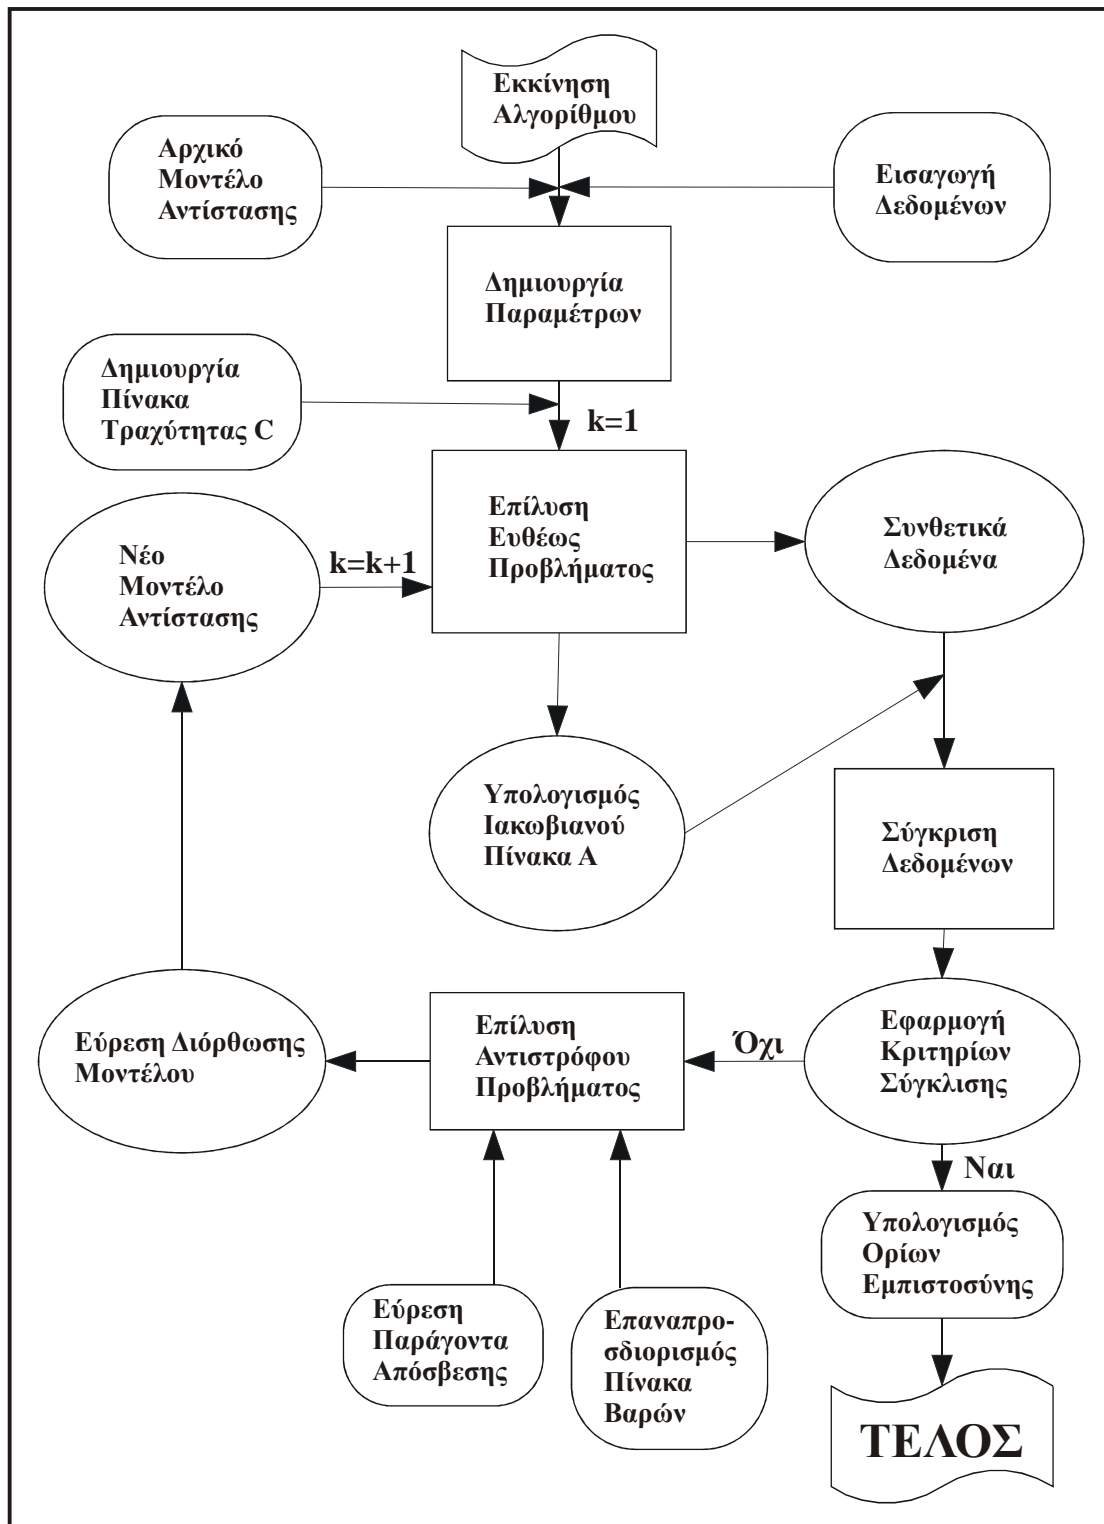 Εκκίνηση
Αλγορίθμου
Αρχικό
Μοντέλο
Αντίστασης
Εισαγωγή
Δεδομένων
Δημιουργία
Παραμέτρων
Δημιουργία
Πίνακα
Τραχύτητας C
k=1
Επίλυση
Ευθέως
Προβλήματος
Συνθετικά
Δεδομένα
Νέο
Μοντέλο
Αντίστασης
k=k+1
Υπολογισμός
Ιακωβιανού
Πίνακα Α
Σύγκριση
Δεδομένων
Εφαρμογή
Κριτηρίων
Σύγκλισης
Όχι
Επίλυση
Αντιστρόφου
Προβλήματος
Εύρεση Διόρθωσης
Μοντέλου
Ναι
Υπολογισμός
Ορίων
Εμπιστοσύνης
Εύρεση
Παράγοντα
Απόσβεσης
Επαναπρο-
σδιορισμός
Πίνακα
Βαρών
ΤΕΛΟΣ